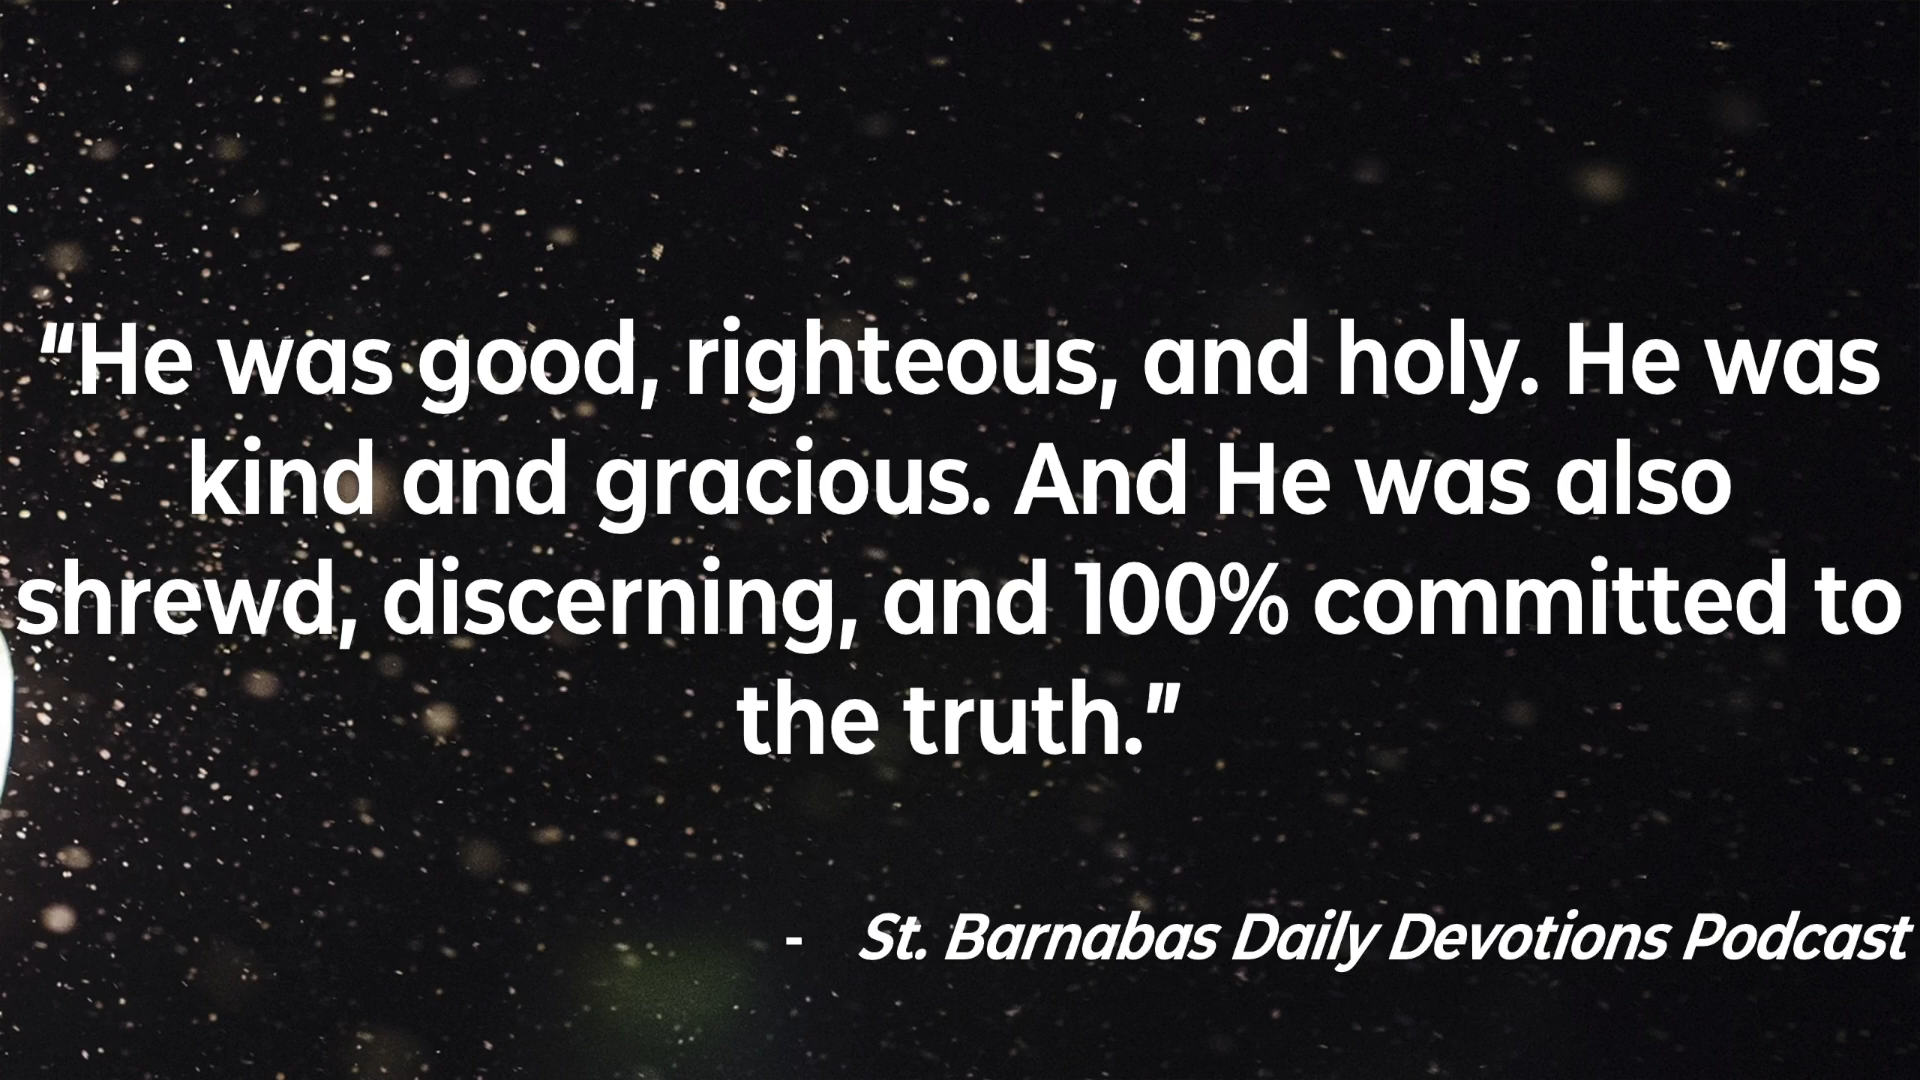 "He was good, righteous, and holy. He was
kind and gracious. And He was also
shrewd, discerning, and 100% committed to
the truth."
- St. Barnabas Daily Devotions Podcast